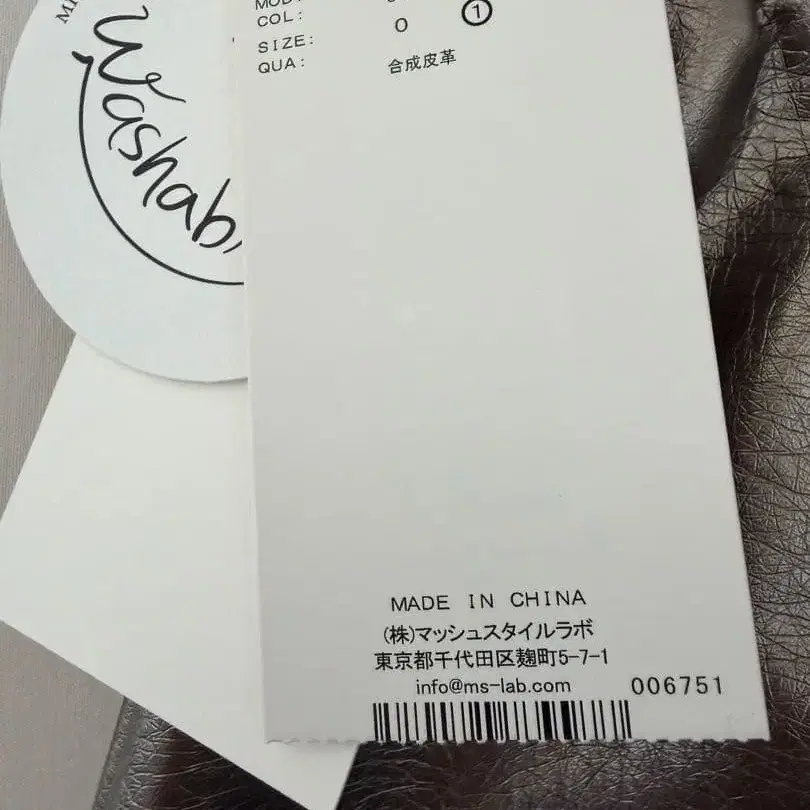 Washab
COL:
①
SIZE: 0
QUA: 合成皮革
MADE IN CHINA
(株)マッシュスタイルラボ
東京都千代田区麹町5-7-1
info@ms-lab.com 006751